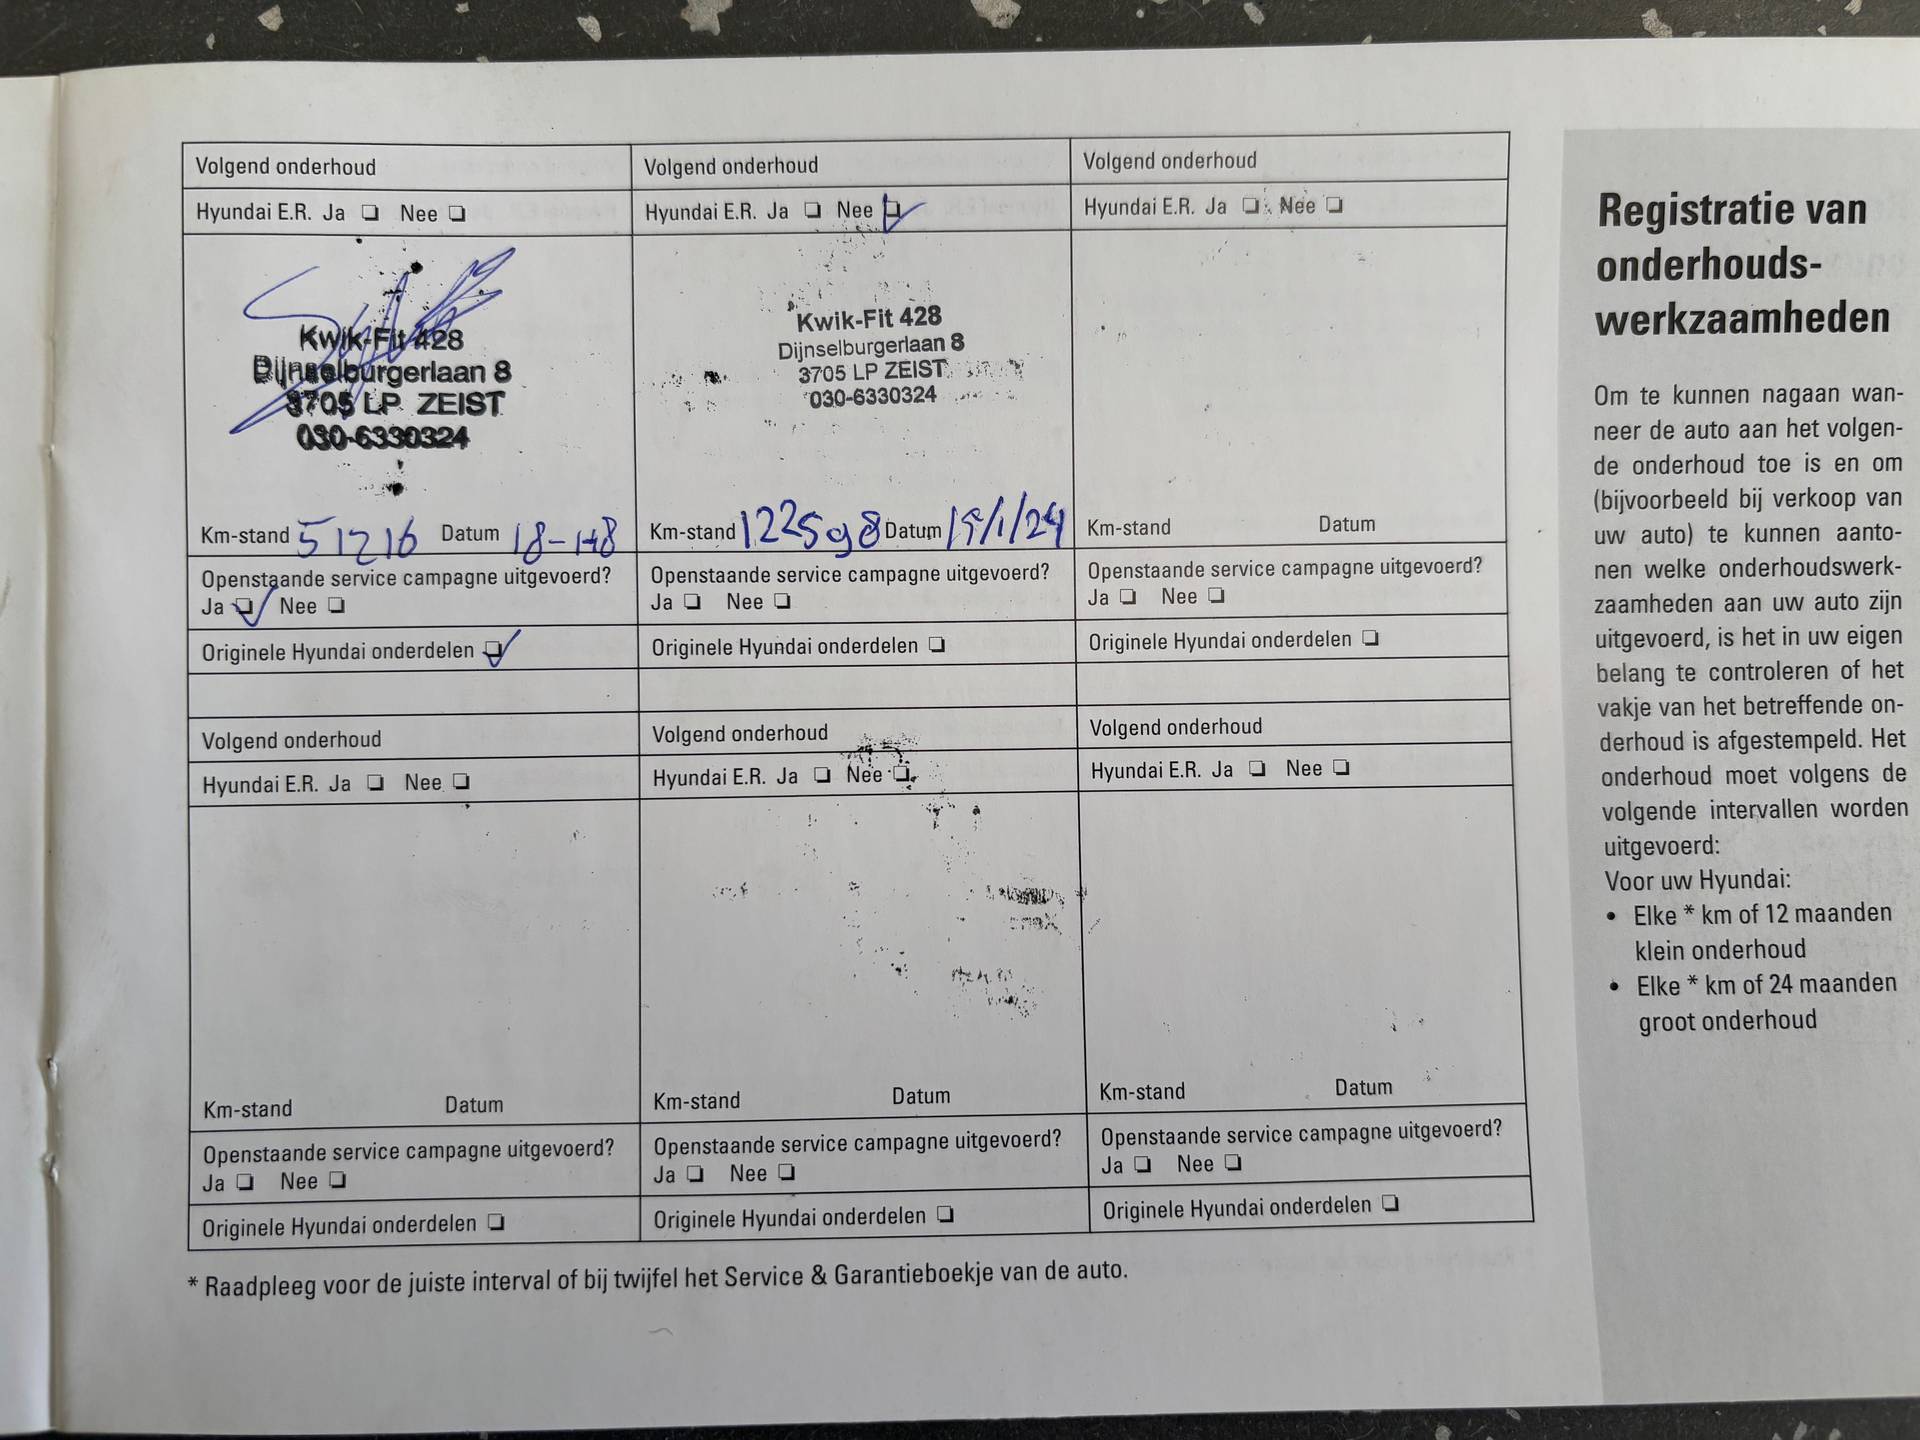 Volgend onderhoud
Hyundai E.R. Ja ❏ Nee ❏
Kwik-Fit 428
Dijnselburgerlaan 8
3705 LP ZEIST
030-6330324
Km-stand 51216 Datum 18-1-18
Openstaande service campagne uitgevoerd?
Ja ❏ Nee ❏
Originele Hyundai onderdelen ❏
Volgend onderhoud
Hyundai E.R. Ja ❏ Nee ❏
Kwik-Fit 428
Dijnselburgerlaan 8
3705 LP ZEIST
030-6330324
Km-stand 122598 Datum 15/1/24
Openstaande service campagne uitgevoerd?
Ja ❏ Nee ❏
Originele Hyundai onderdelen ❏
Volgend onderhoud
Hyundai E.R. Ja ❏ Nee ❏
Km-stand Datum
Openstaande service campagne uitgevoerd?
Ja ❏ Nee ❏
Originele Hyundai onderdelen ❏
Volgend onderhoud
Hyundai E.R. Ja ❏ Nee ❏
Km-stand Datum
Openstaande service campagne uitgevoerd?
Ja ❏ Nee ❏
Originele Hyundai onderdelen ❏
Volgend onderhoud
Hyundai E.R. Ja ❏ Nee ❏
Km-stand Datum
Openstaande service campagne uitgevoerd?
Ja ❏ Nee ❏
Originele Hyundai onderdelen ❏
Volgend onderhoud
Hyundai E.R. Ja ❏ Nee ❏
Km-stand Datum
Openstaande service campagne uitgevoerd?
Ja ❏ Nee ❏
Originele Hyundai onderdelen ❏
* Raadpleeg voor de juiste interval of bij twijfel het Service & Garantieboekje van de auto.
Registratie van
onderhouds-
werkzaamheden
Om te kunnen nagaan wan-
neer de auto aan het volgen-
de onderhoud toe is en om
(bijvoorbeeld bij verkoop van
uw auto) te kunnen aanto-
nen welke onderhoudswerk-
zaamheden aan uw auto zijn
uitgevoerd, is het in uw eigen
belang te controleren of het
vakje van het betreffende on-
derhoud is afgestempeld. Het
onderhoud moet volgens de
volgende intervallen worden
uitgevoerd:
Voor uw Hyundai:
• Elke * km of 12 maanden
klein onderhoud
• Elke * km of 24 maanden
groot onderhoud